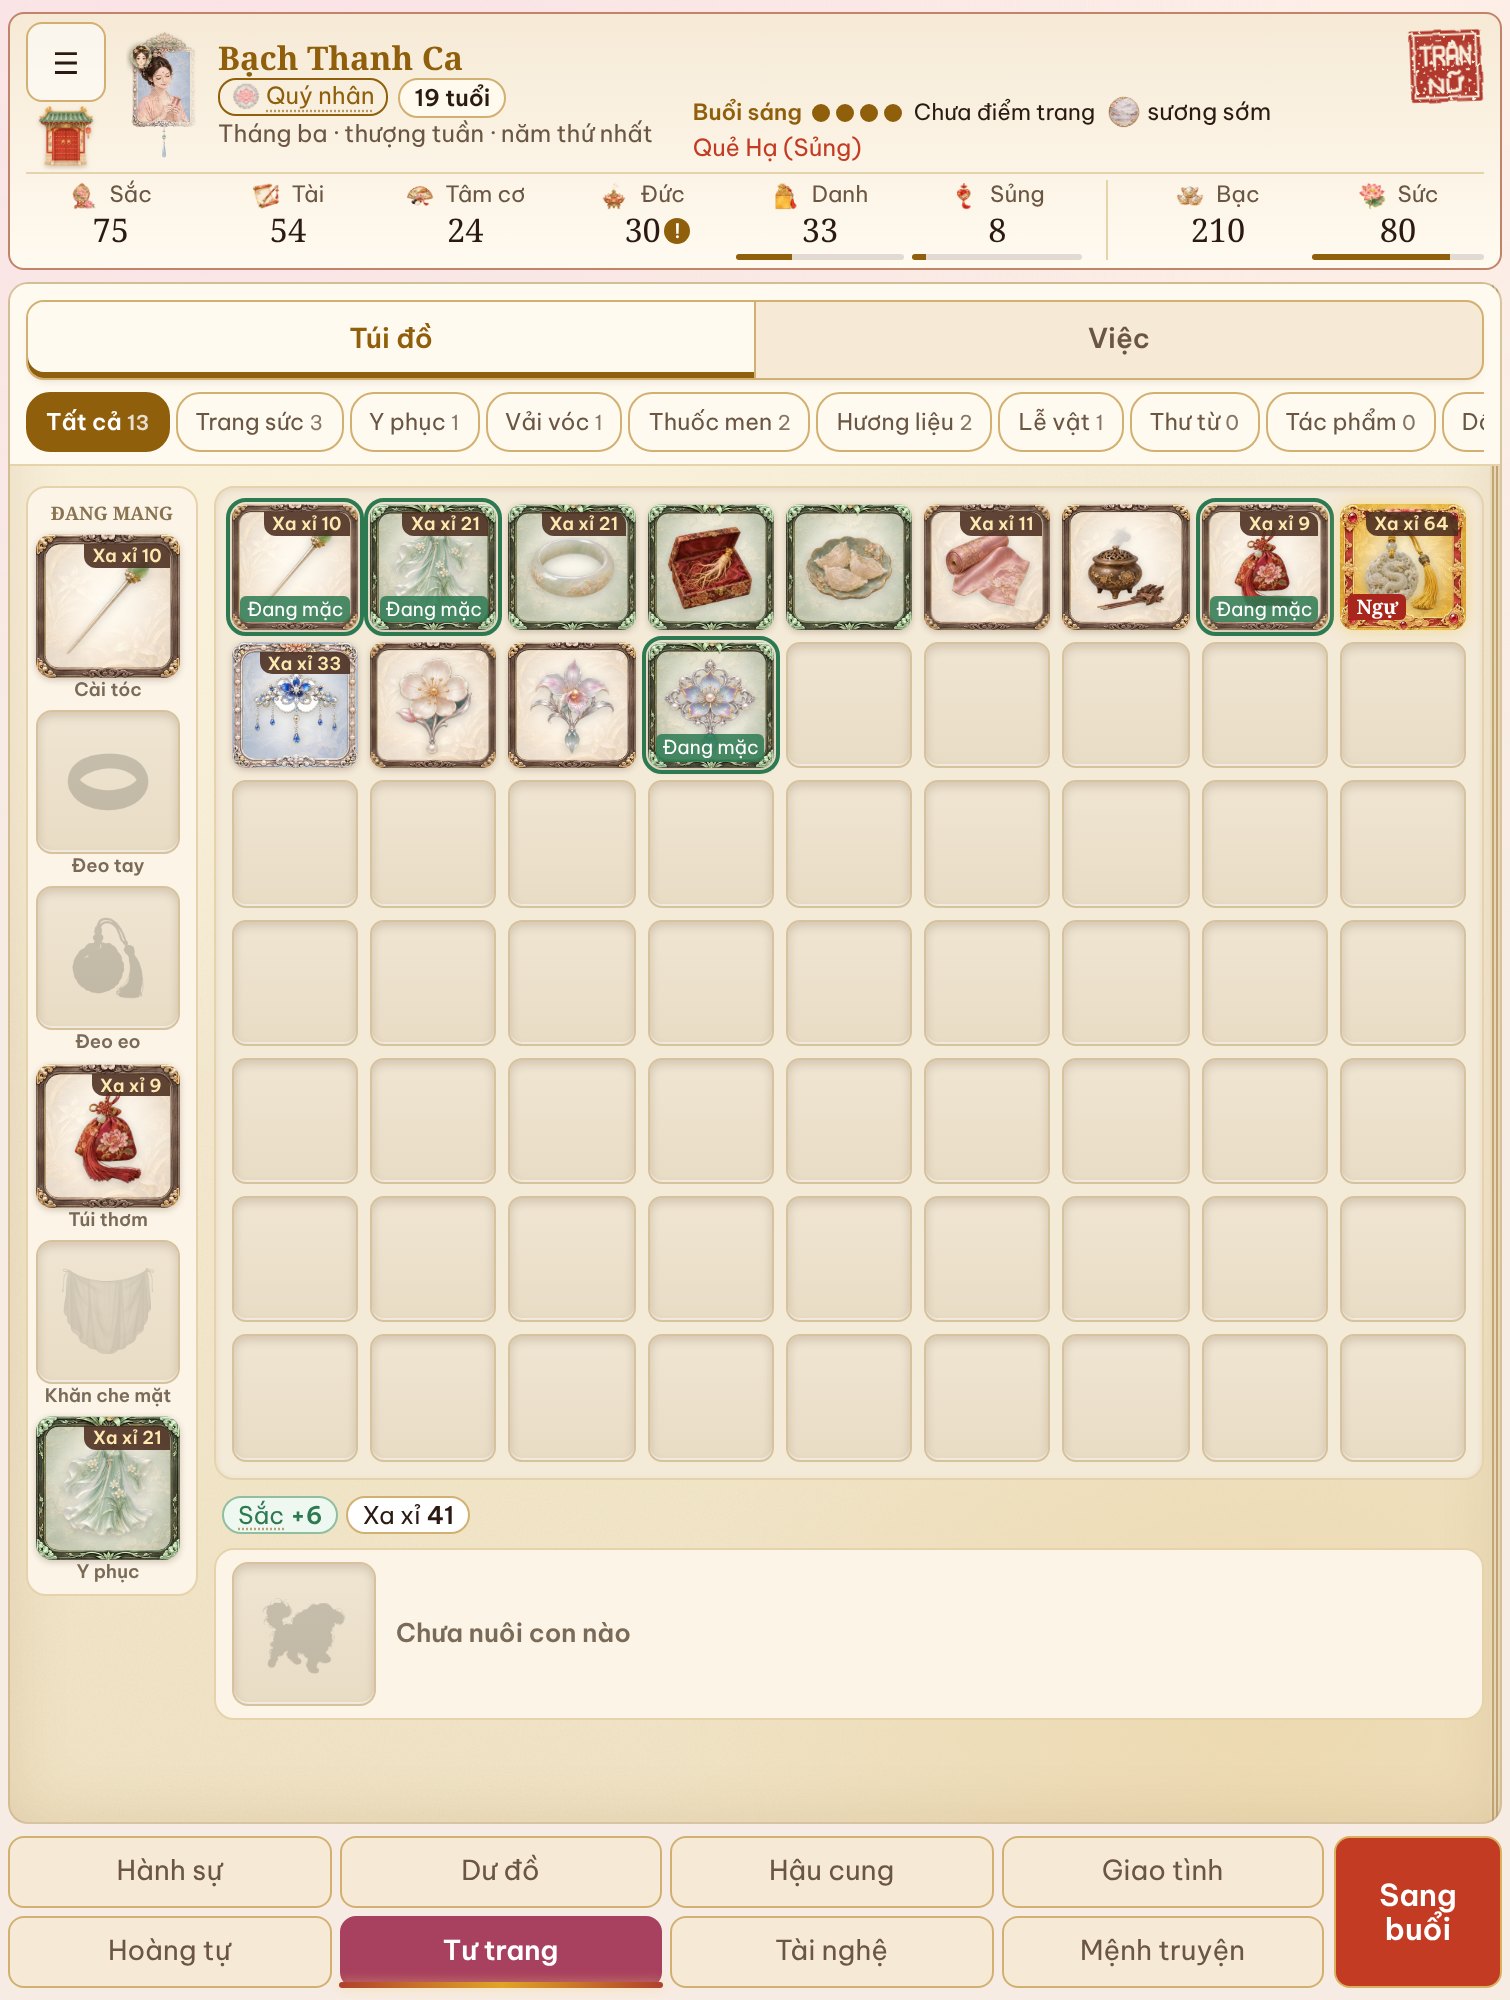 ☰
Bạch Thanh Ca
Quý nhân 19 tuổi
Tháng ba · thượng tuần · năm thứ nhất
Buổi sáng Chưa điểm trang sương sớm
Quẻ Hạ (Sủng)
TRÂN
NỮ
Sắc Tài Tâm cơ Đức Danh Sủng Bạc Sức
75 54 24 30 ! 33 8 210 80
Túi đồ Việc
Tất cả 13 Trang sức 3 Y phục 1 Vải vóc 1 Thuốc men 2 Hương liệu 2 Lễ vật 1 Thư từ 0 Tác phẩm 0
ĐANG MANG
Xa xỉ 10
Cài tóc
Đeo tay
Đeo eo
Xa xỉ 9
Túi thơm
Khăn che mặt
Xa xỉ 21
Y phục
Xa xỉ 10 Xa xỉ 21 Xa xỉ 21 Xa xỉ 11 Xa xỉ 9 Xa xỉ 64
Đang mặc Đang mặc Đang mặc Ngự
Xa xỉ 33
Đang mặc
Sắc +6 Xa xỉ 41
Chưa nuôi con nào
Hành sự Dư đồ Hậu cung Giao tình
Hoàng tự Tư trang Tài nghệ Mệnh truyện
Sang
buổi